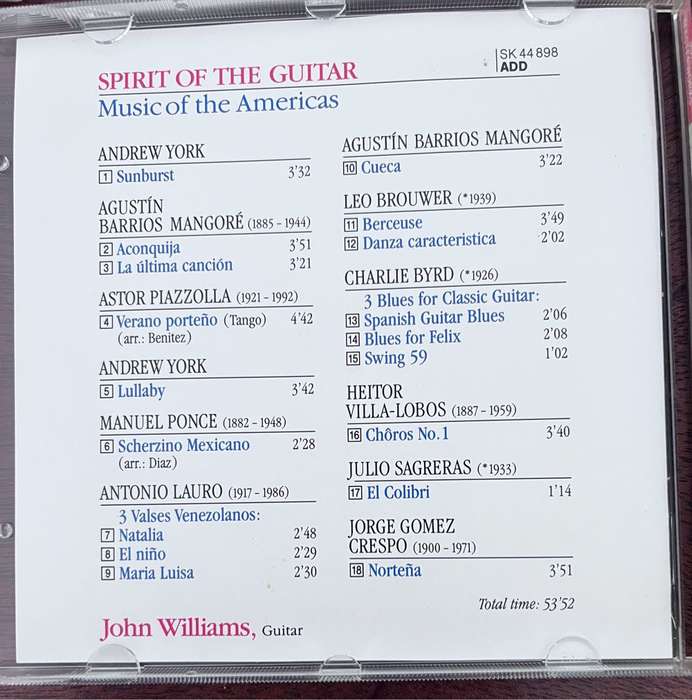 SK 44 898
ADD
SPIRIT OF THE GUITAR
Music of the Americas
ANDREW YORK
1 Sunburst 3'32
AGUSTÍN
BARRIOS MANGORÉ (1885 - 1944)
2 Aconquija 3'51
3 La última canción 3'21
ASTOR PIAZZOLLA (1921 - 1992)
4 Verano porteño (Tango) 4'42
(arr.: Benitez)
ANDREW YORK
5 Lullaby 3'42
MANUEL PONCE (1882 - 1948)
6 Scherzino Mexicano 2'28
(arr.: Diaz)
ANTONIO LAURO (1917 - 1986)
3 Valses Venezolanos:
7 Natalia 2'48
8 El niño 2'29
9 Maria Luisa 2'30
John Williams, Guitar
AGUSTÍN BARRIOS MANGORÉ
10 Cueca 3'22
LEO BROUWER (*1939)
11 Berceuse 3'49
12 Danza caracteristica 2'02
CHARLIE BYRD (*1926)
3 Blues for Classic Guitar:
13 Spanish Guitar Blues 2'06
14 Blues for Felix 2'08
15 Swing 59 1'02
HEITOR
VILLA-LOBOS (1887 - 1959)
16 Chôros No. 1 3'40
JULIO SAGRERAS (*1933)
17 El Colibri 1'14
JORGE GOMEZ
CRESPO (1900 - 1971)
18 Norteña 3'51
Total time: 53'52